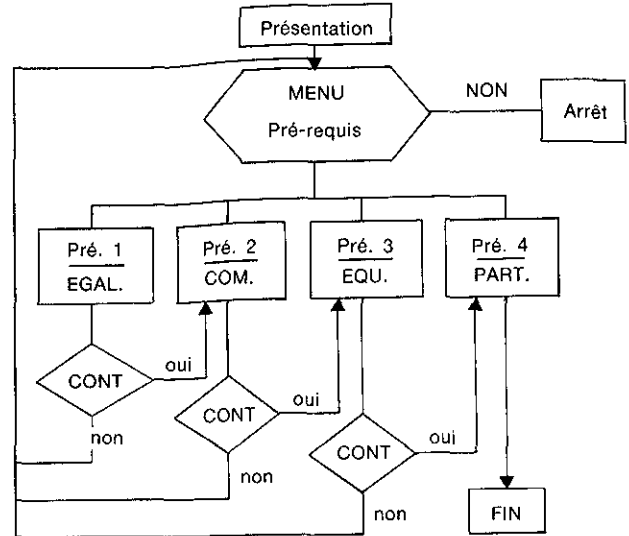 Présentation
MENU
Pré-requis
NON
Arrêt
Pré. 1
EGAL.
Pré. 2
COM.
Pré. 3
EQU.
Pré. 4
PART.
CONT
oui
non
CONT
oui
non
CONT
oui
non
FIN